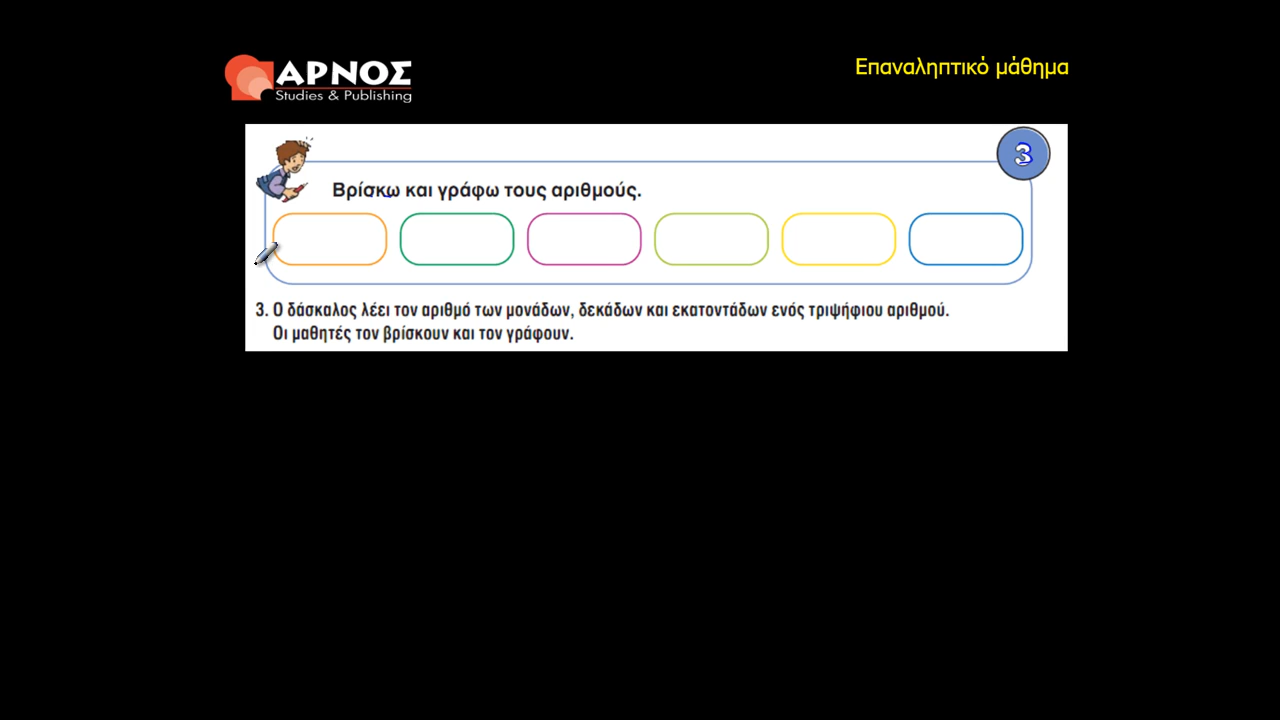 ΑΡΝΟΣ
Studies & Publishing
Επαναληπτικό μάθημα
3
Βρίσκω και γράφω τους αριθμούς.
3. Ο δάσκαλος λέει τον αριθμό των μονάδων, δεκάδων και εκατοντάδων ενός τριψήφιου αριθμού.
Οι μαθητές τον βρίσκουν και τον γράφουν.